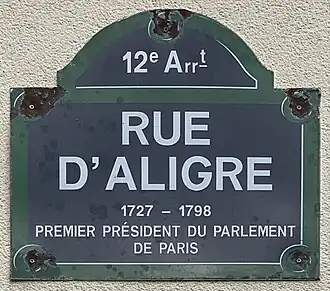 12e Arrt
RUE
D'ALIGRE
1727 – 1798
PREMIER PRÉSIDENT DU PARLEMENT
DE PARIS